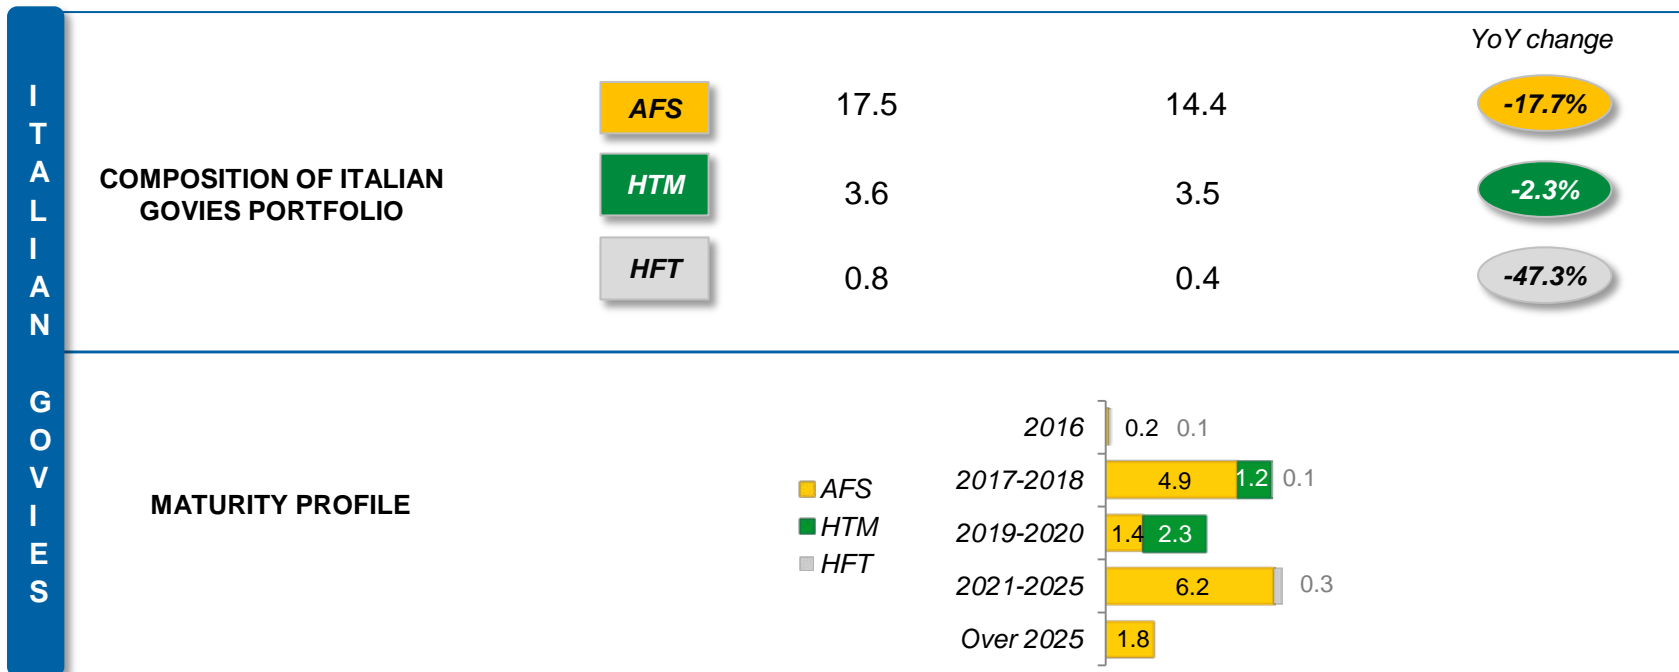 ITALIAN GOVIES
YoY change
AFS 17.5 14.4 -17.7%
COMPOSITION OF ITALIAN
GOVIES PORTFOLIO
HTM 3.6 3.5 -2.3%
HFT 0.8 0.4 -47.3%
MATURITY PROFILE
AFS
HTM
HFT
2016 0.2 0.1
2017-2018 4.9 1.2 0.1
2019-2020 1.4 2.3
2021-2025 6.2 0.3
Over 2025 1.8